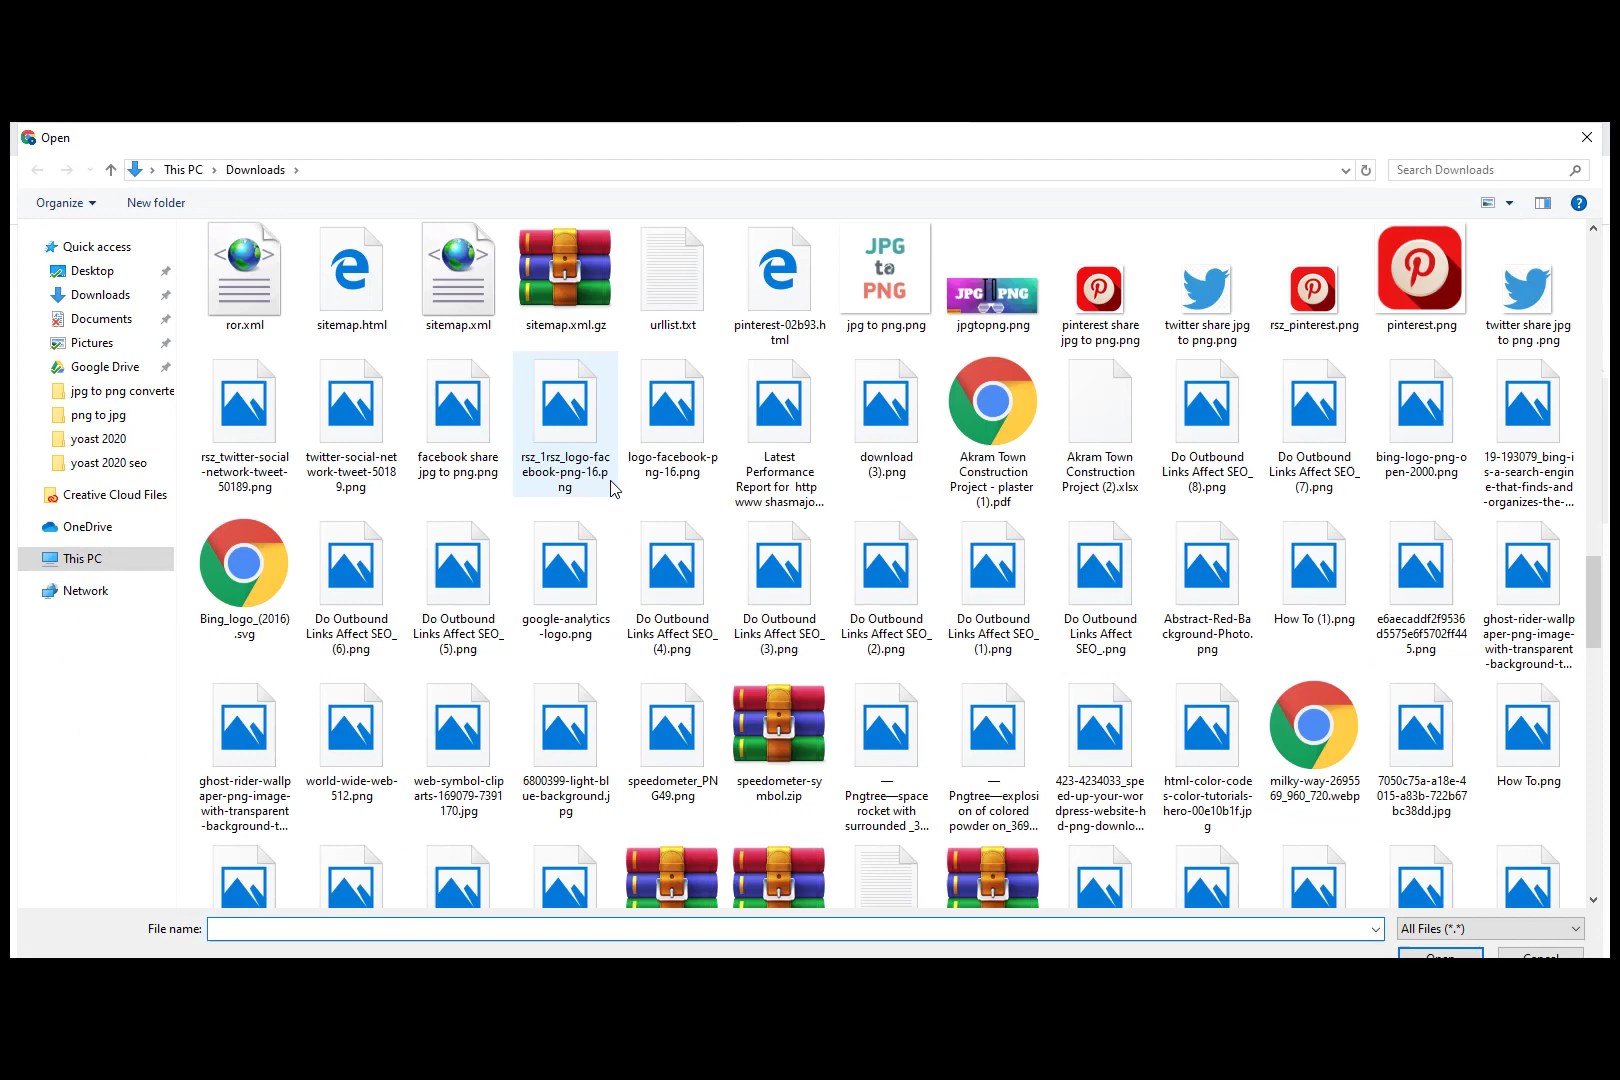 Open
This PC
Downloads
Search Downloads
Organize
New folder
Quick access
Desktop
Downloads
Documents
Pictures
Google Drive
jpg to png converte
png to jpg
yoast 2020
yoast 2020 seo
Creative Cloud Files
OneDrive
This PC
Network
JPG
to
PNG
JPG PNG
ror.xml
sitemap.html
sitemap.xml
sitemap.xml.gz
urllist.txt
pinterest-02b93.h
tml
jpg to png.png
jpgtopng.png
pinterest share
jpg to png.png
twitter share jpg
to png.png
rsz_pinterest.png
pinterest.png
twitter share jpg
to png .png
rsz_twitter-social
-network-tweet-
50189.png
twitter-social-net
work-tweet-5018
9.png
facebook share
jpg to png.png
rsz_1rsz_logo-fac
ebook-png-16.p
ng
logo-facebook-p
ng-16.png
Latest
Performance
Report for http
www shasmajo...
download
(3).png
Akram Town
Construction
Project - plaster
(1).pdf
Akram Town
Construction
Project (2).xlsx
Do Outbound
Links Affect SEO_
(8).png
Do Outbound
Links Affect SEO_
(7).png
bing-logo-png-o
pen-2000.png
19-193079_bing-i
s-a-search-engin
e-that-finds-and
-organizes-the-...
Bing_logo_(2016)
.svg
Do Outbound
Links Affect SEO_
(6).png
Do Outbound
Links Affect SEO_
(5).png
google-analytics
-logo.png
Do Outbound
Links Affect SEO_
(4).png
Do Outbound
Links Affect SEO_
(3).png
Do Outbound
Links Affect SEO_
(2).png
Do Outbound
Links Affect SEO_
(1).png
Do Outbound
Links Affect
SEO_.png
Abstract-Red-Ba
ckground-Photo.
png
How To (1).png
e6aecaddf2f9536
d5575e6f5702ff44
5.png
ghost-rider-wallp
aper-png-image-
with-transparent
-background-t...
ghost-rider-wallp
aper-png-image-
with-transparent
-background-t...
world-wide-web-
512.png
web-symbol-clip
arts-169079-7391
170.jpg
6800399-light-bl
ue-background.j
pg
speedometer_PN
G49.png
speedometer-sy
mbol.zip
—
Pngtree—space
rocket with
surrounded _3...
—
Pngtree—explosi
on of colored
powder on_369...
423-4234033_spe
ed-up-your-wor
dpress-website-h
d-png-downlo...
html-color-code
s-color-tutorials-
hero-00e10b1f.jp
g
milky-way-26955
69_960_720.webp
7050c75a-a18e-4
015-a83b-722b67
bc38dd.jpg
How To.png
File name:
All Files (*.*)
Open
Cancel